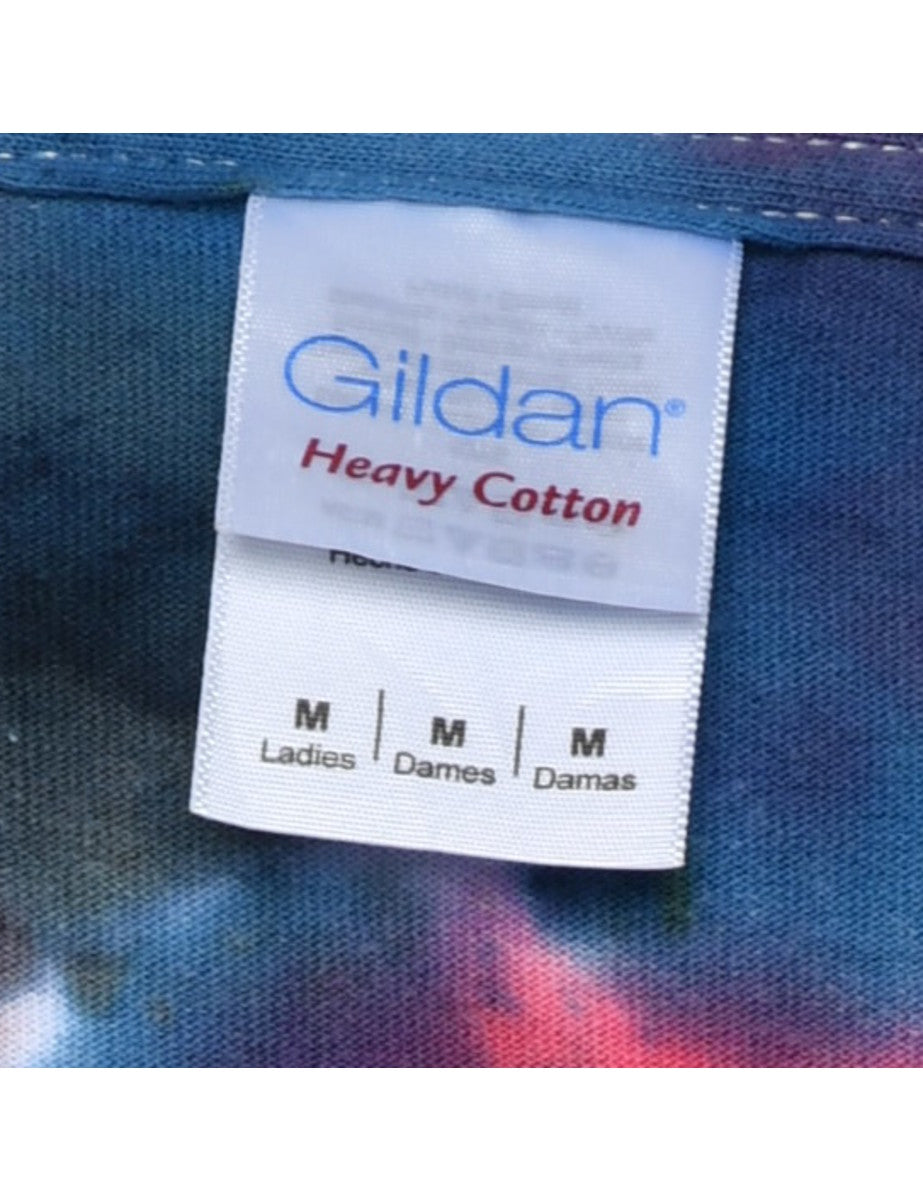 Gildan®
Heavy Cotton
M | M | M
Ladies | Dames | Damas